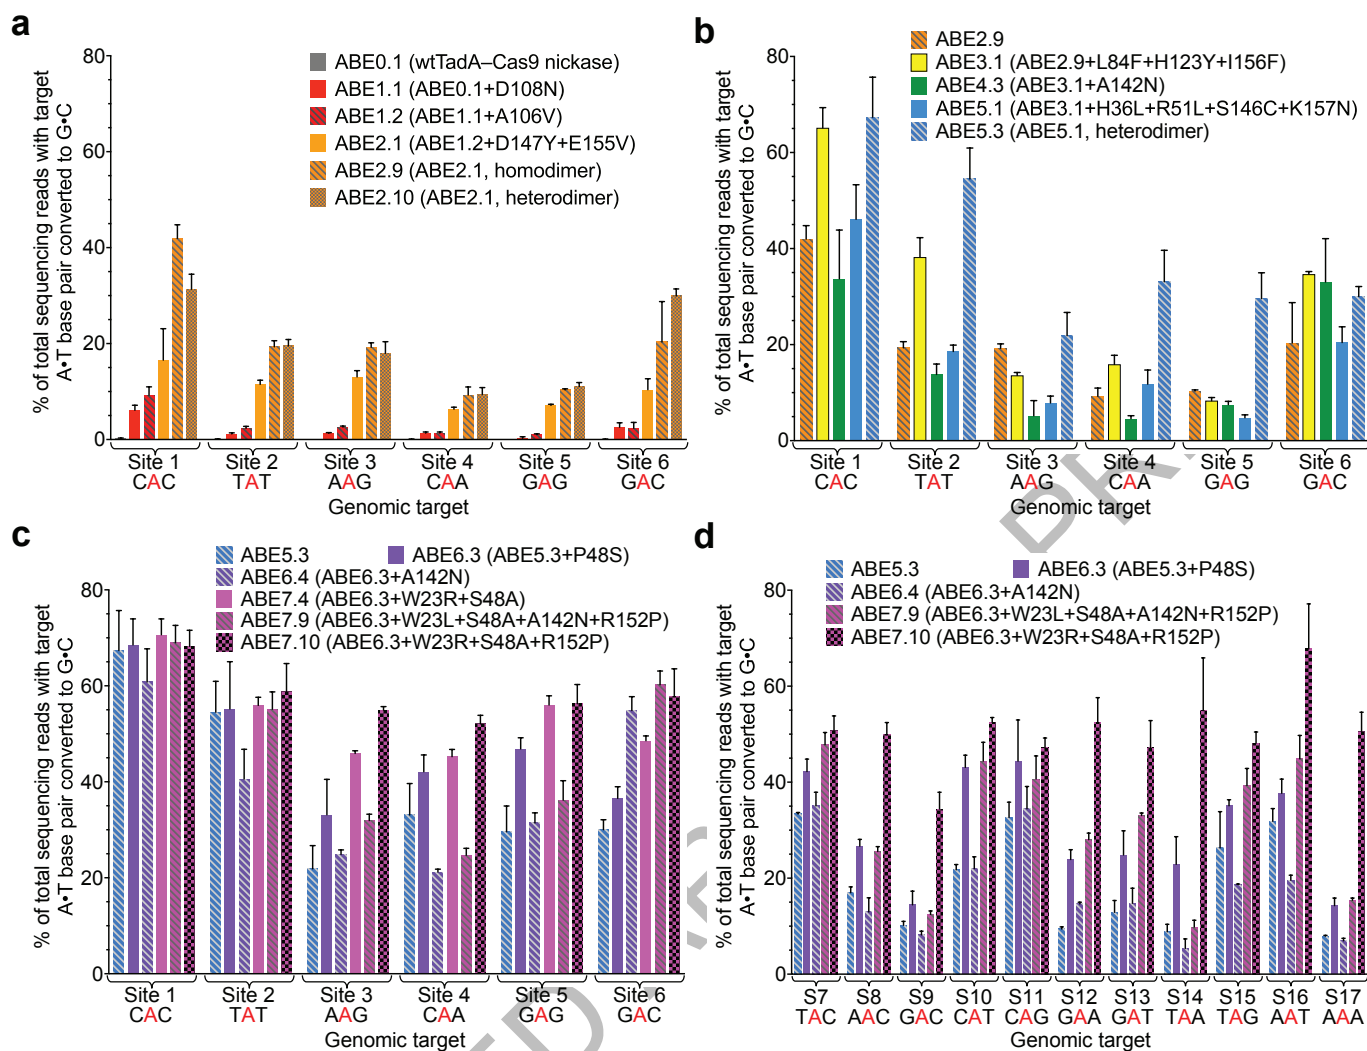 a
% of total sequencing reads with target
A•T base pair converted to G•C
80
60
40
20
0
ABE0.1 (wtTadA–Cas9 nickase)
ABE1.1 (ABE0.1+D108N)
ABE1.2 (ABE1.1+A106V)
ABE2.1 (ABE1.2+D147Y+E155V)
ABE2.9 (ABE2.1, homodimer)
ABE2.10 (ABE2.1, heterodimer)
Site 1 Site 2 Site 3 Site 4 Site 5 Site 6
CAC TAT AAG CAA GAG GAC
Genomic target
b
% of total sequencing reads with target
A•T base pair converted to G•C
80
60
40
20
0
ABE2.9
ABE3.1 (ABE2.9+L84F+H123Y+I156F)
ABE4.3 (ABE3.1+A142N)
ABE5.1 (ABE3.1+H36L+R51L+S146C+K157N)
ABE5.3 (ABE5.1, heterodimer)
Site 1 Site 2 Site 3 Site 4 Site 5 Site 6
CAC TAT AAG CAA GAG GAC
Genomic target
c
% of total sequencing reads with target
A•T base pair converted to G•C
80
60
40
20
0
ABE5.3 ABE6.3 (ABE5.3+P48S)
ABE6.4 (ABE6.3+A142N)
ABE7.4 (ABE6.3+W23R+S48A)
ABE7.9 (ABE6.3+W23L+S48A+A142N+R152P)
ABE7.10 (ABE6.3+W23R+S48A+R152P)
Site 1 Site 2 Site 3 Site 4 Site 5 Site 6
CAC TAT AAG CAA GAG GAC
Genomic target
d
% of total sequencing reads with target
A•T base pair converted to G•C
80
60
40
20
0
ABE5.3 ABE6.3 (ABE5.3+P48S)
ABE6.4 (ABE6.3+A142N)
ABE7.9 (ABE6.3+W23L+S48A+A142N+R152P)
ABE7.10 (ABE6.3+W23R+S48A+R152P)
S7 S8 S9 S10 S11 S12 S13 S14 S15 S16 S17
TAC AAC GAC CAT CAG GAA GAT TAA TAG AAT AAA
Genomic target